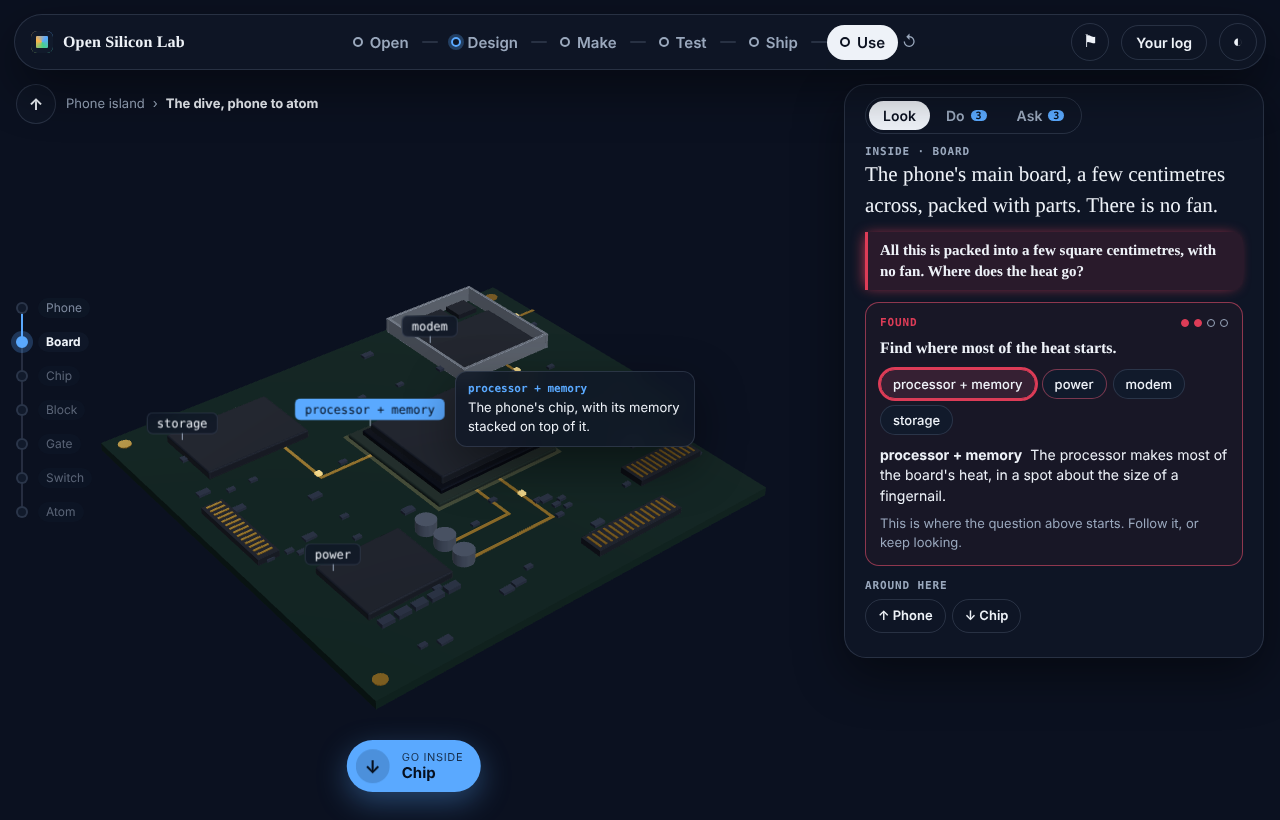 Open Silicon Lab
Open
Design
Make
Test
Ship
Use
Your log
Phone island › The dive, phone to atom
Look
Do 3
Ask 3
INSIDE · BOARD
The phone's main board, a few centimetres
across, packed with parts. There is no fan.
All this is packed into a few square centimetres, with
no fan. Where does the heat go?
FOUND
Find where most of the heat starts.
processor + memory
power
modem
storage
processor + memory The processor makes most of
the board's heat, in a spot about the size of a
fingernail.
This is where the question above starts. Follow it, or
keep looking.
AROUND HERE
↑ Phone
↓ Chip
Phone
Board
Chip
Block
Gate
Switch
Atom
modem
processor + memory
storage
power
processor + memory
The phone's chip, with its memory
stacked on top of it.
GO INSIDE
Chip